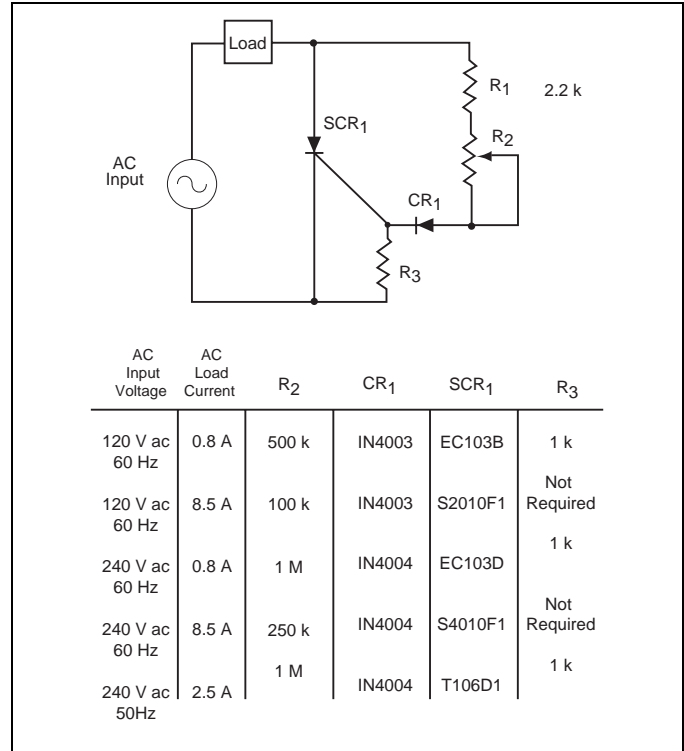 Load
R1
2.2 k
SCR1
R2
AC
Input
CR1
R3
AC
Input
Voltage
AC
Load
Current
R2
CR1
SCR1
R3
120 V ac
60 Hz
0.8 A
500 k
IN4003
EC103B
1 k
120 V ac
60 Hz
8.5 A
100 k
IN4003
S2010F1
Not
Required
240 V ac
60 Hz
0.8 A
1 M
IN4004
EC103D
1 k
240 V ac
60 Hz
8.5 A
250 k
IN4004
S4010F1
Not
Required
240 V ac
50Hz
2.5 A
1 M
IN4004
T106D1
1 k